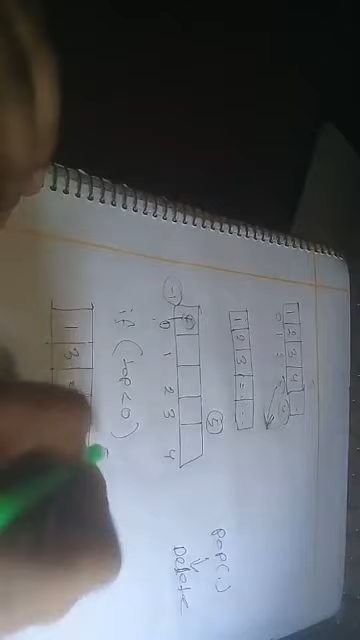 1 2 3 4 -
0 1 2
1 2 3 - -
5
pop( )
Delete
-1
0 1 2 3 4
if (top<0)
1 3